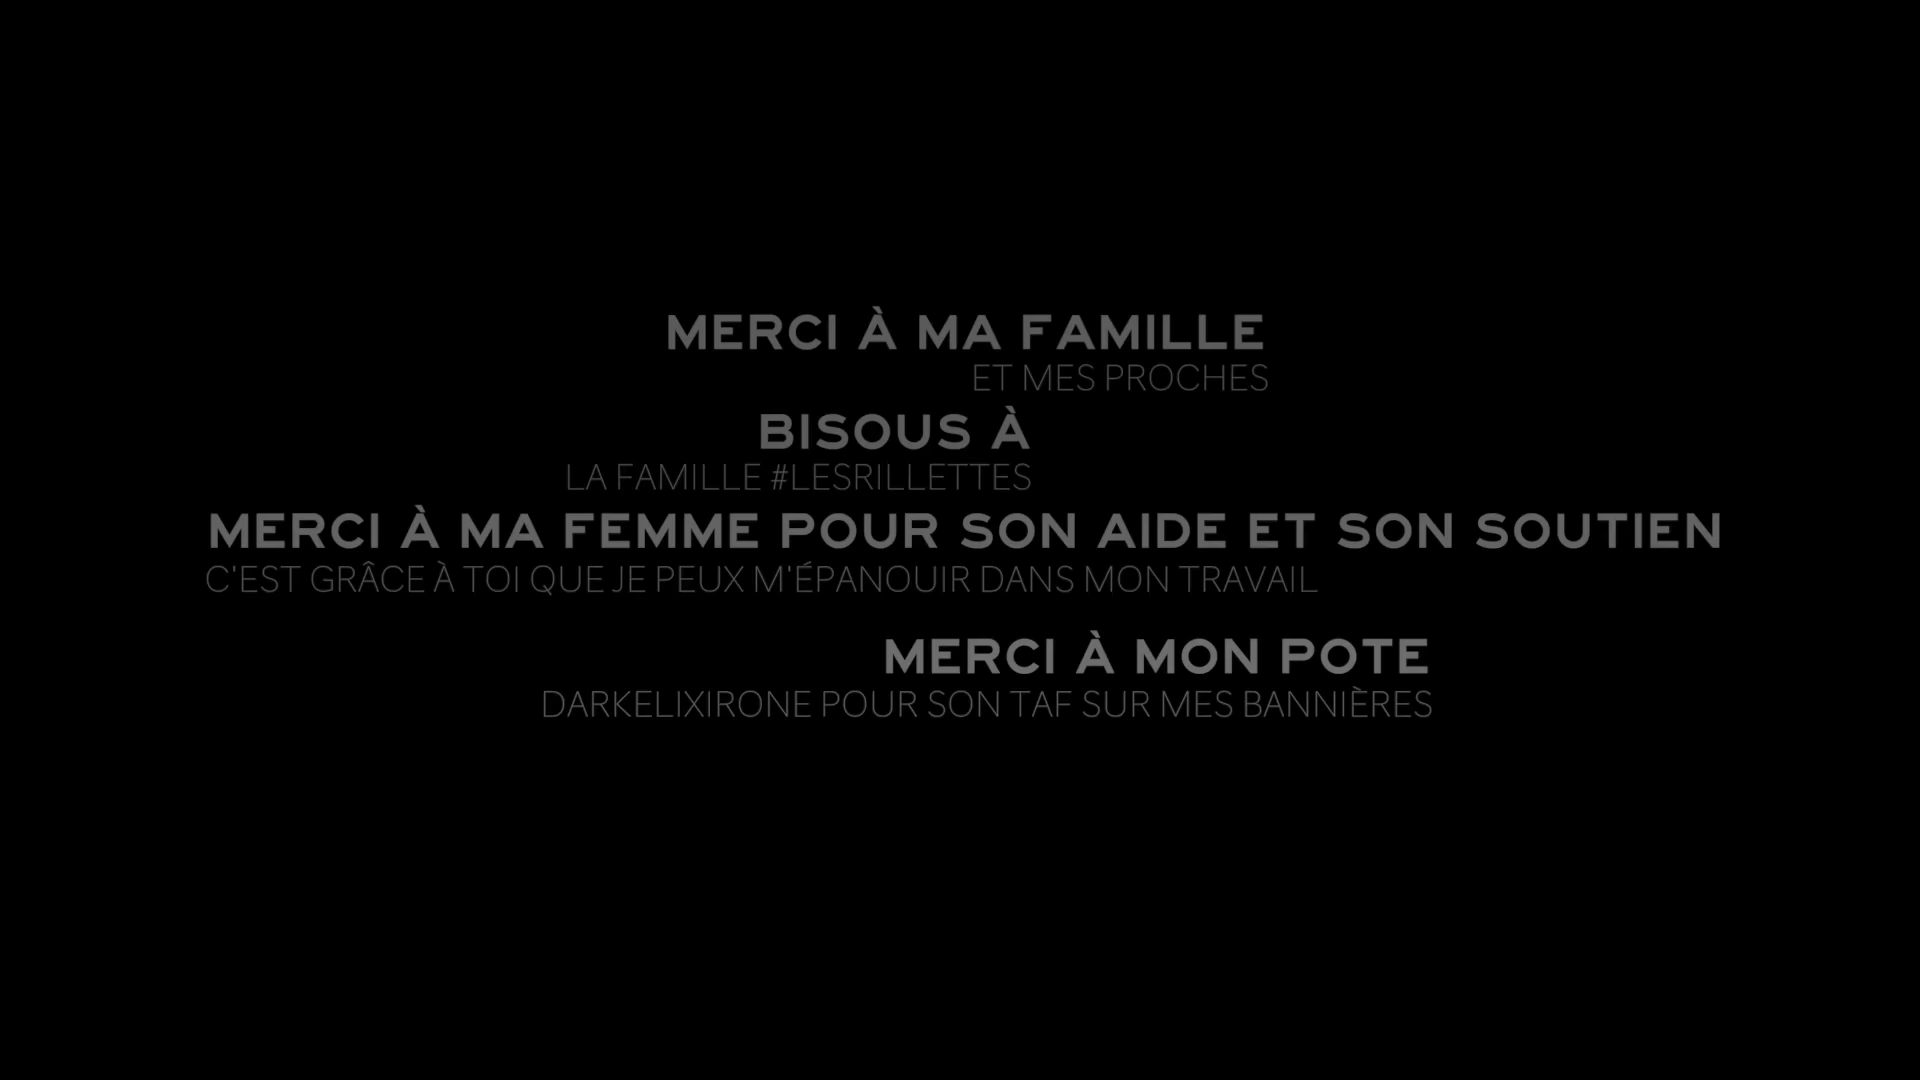 MERCI À MA FAMILLE
ET MES PROCHES
BISOUS À
LA FAMILLE #LESRILLETTES
MERCI À MA FEMME POUR SON AIDE ET SON SOUTIEN
C'EST GRÂCE À TOI QUE JE PEUX M'ÉPANOUIR DANS MON TRAVAIL
MERCI À MON POTE
DARKELIXIRONE POUR SON TAF SUR MES BANNIÈRES